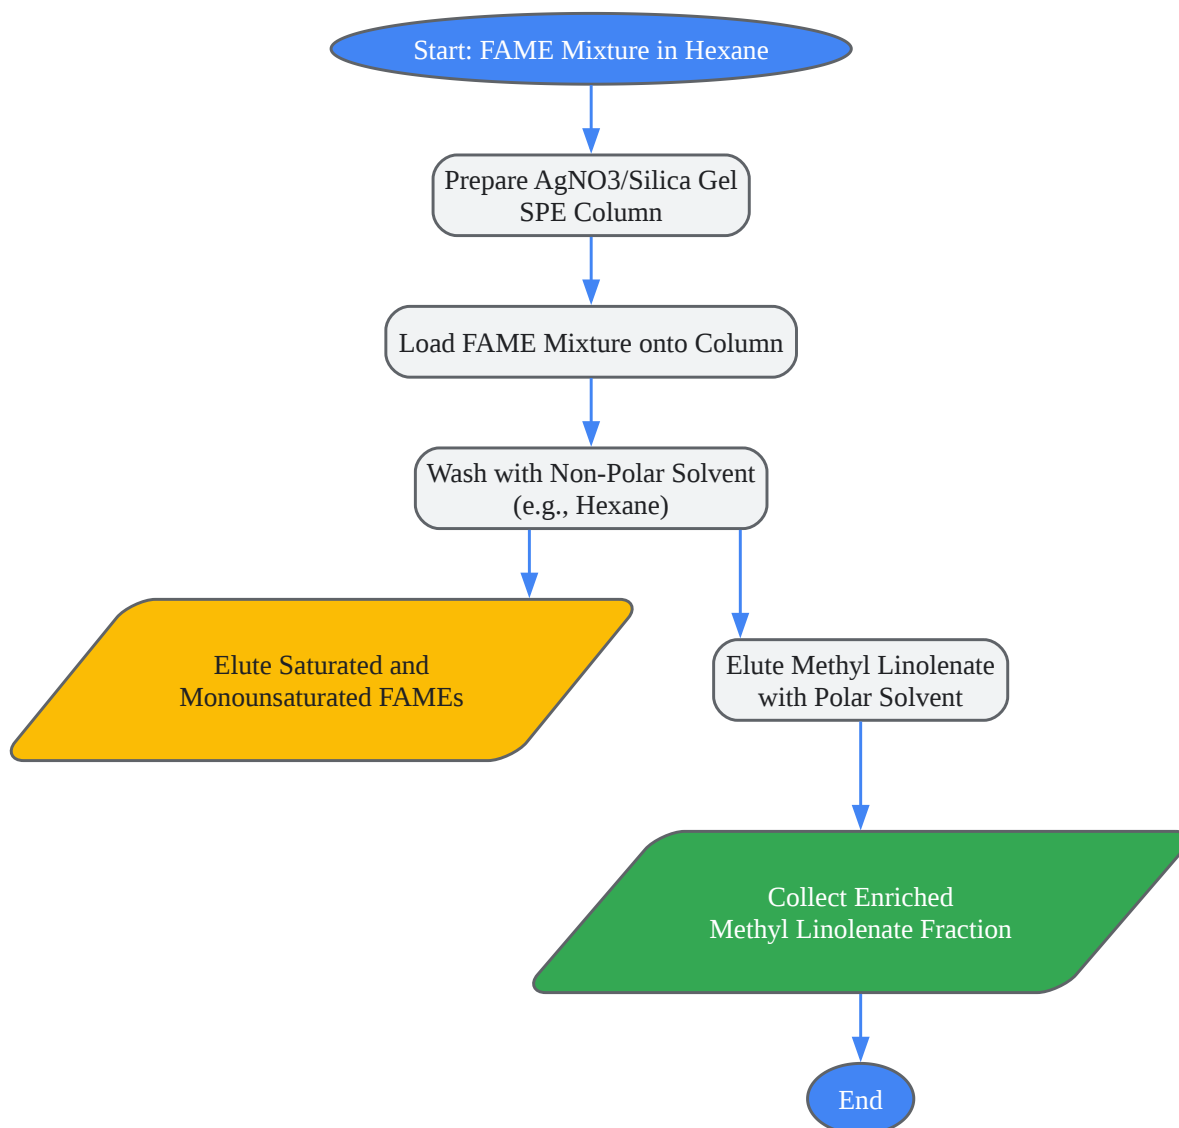 Start: FAME Mixture in Hexane
Prepare AgNO3/Silica Gel
SPE Column
Load FAME Mixture onto Column
Wash with Non-Polar Solvent
(e.g., Hexane)
Elute Saturated and
Monounsaturated FAMEs
Elute Methyl Linolenate
with Polar Solvent
Collect Enriched
Methyl Linolenate Fraction
End